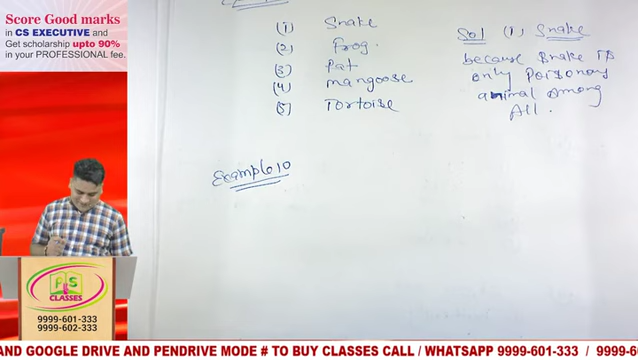 Score Good marks
in CS EXECUTIVE and
Get scholarship upto 90%
in your PROFESSIONAL fee.
(1) Snake
(2) Frog.
(3) Pat
(4) mangoose
(5) Tortoise
Sol (1) Snake
because Snake is
only Poisonous
animal among
All.
Example 10
CLASSES
9999-601-333
9999-602-333
AND GOOGLE DRIVE AND PENDRIVE MODE # TO BUY CLASSES CALL / WHATSAPP 9999-601-333 / 9999-6